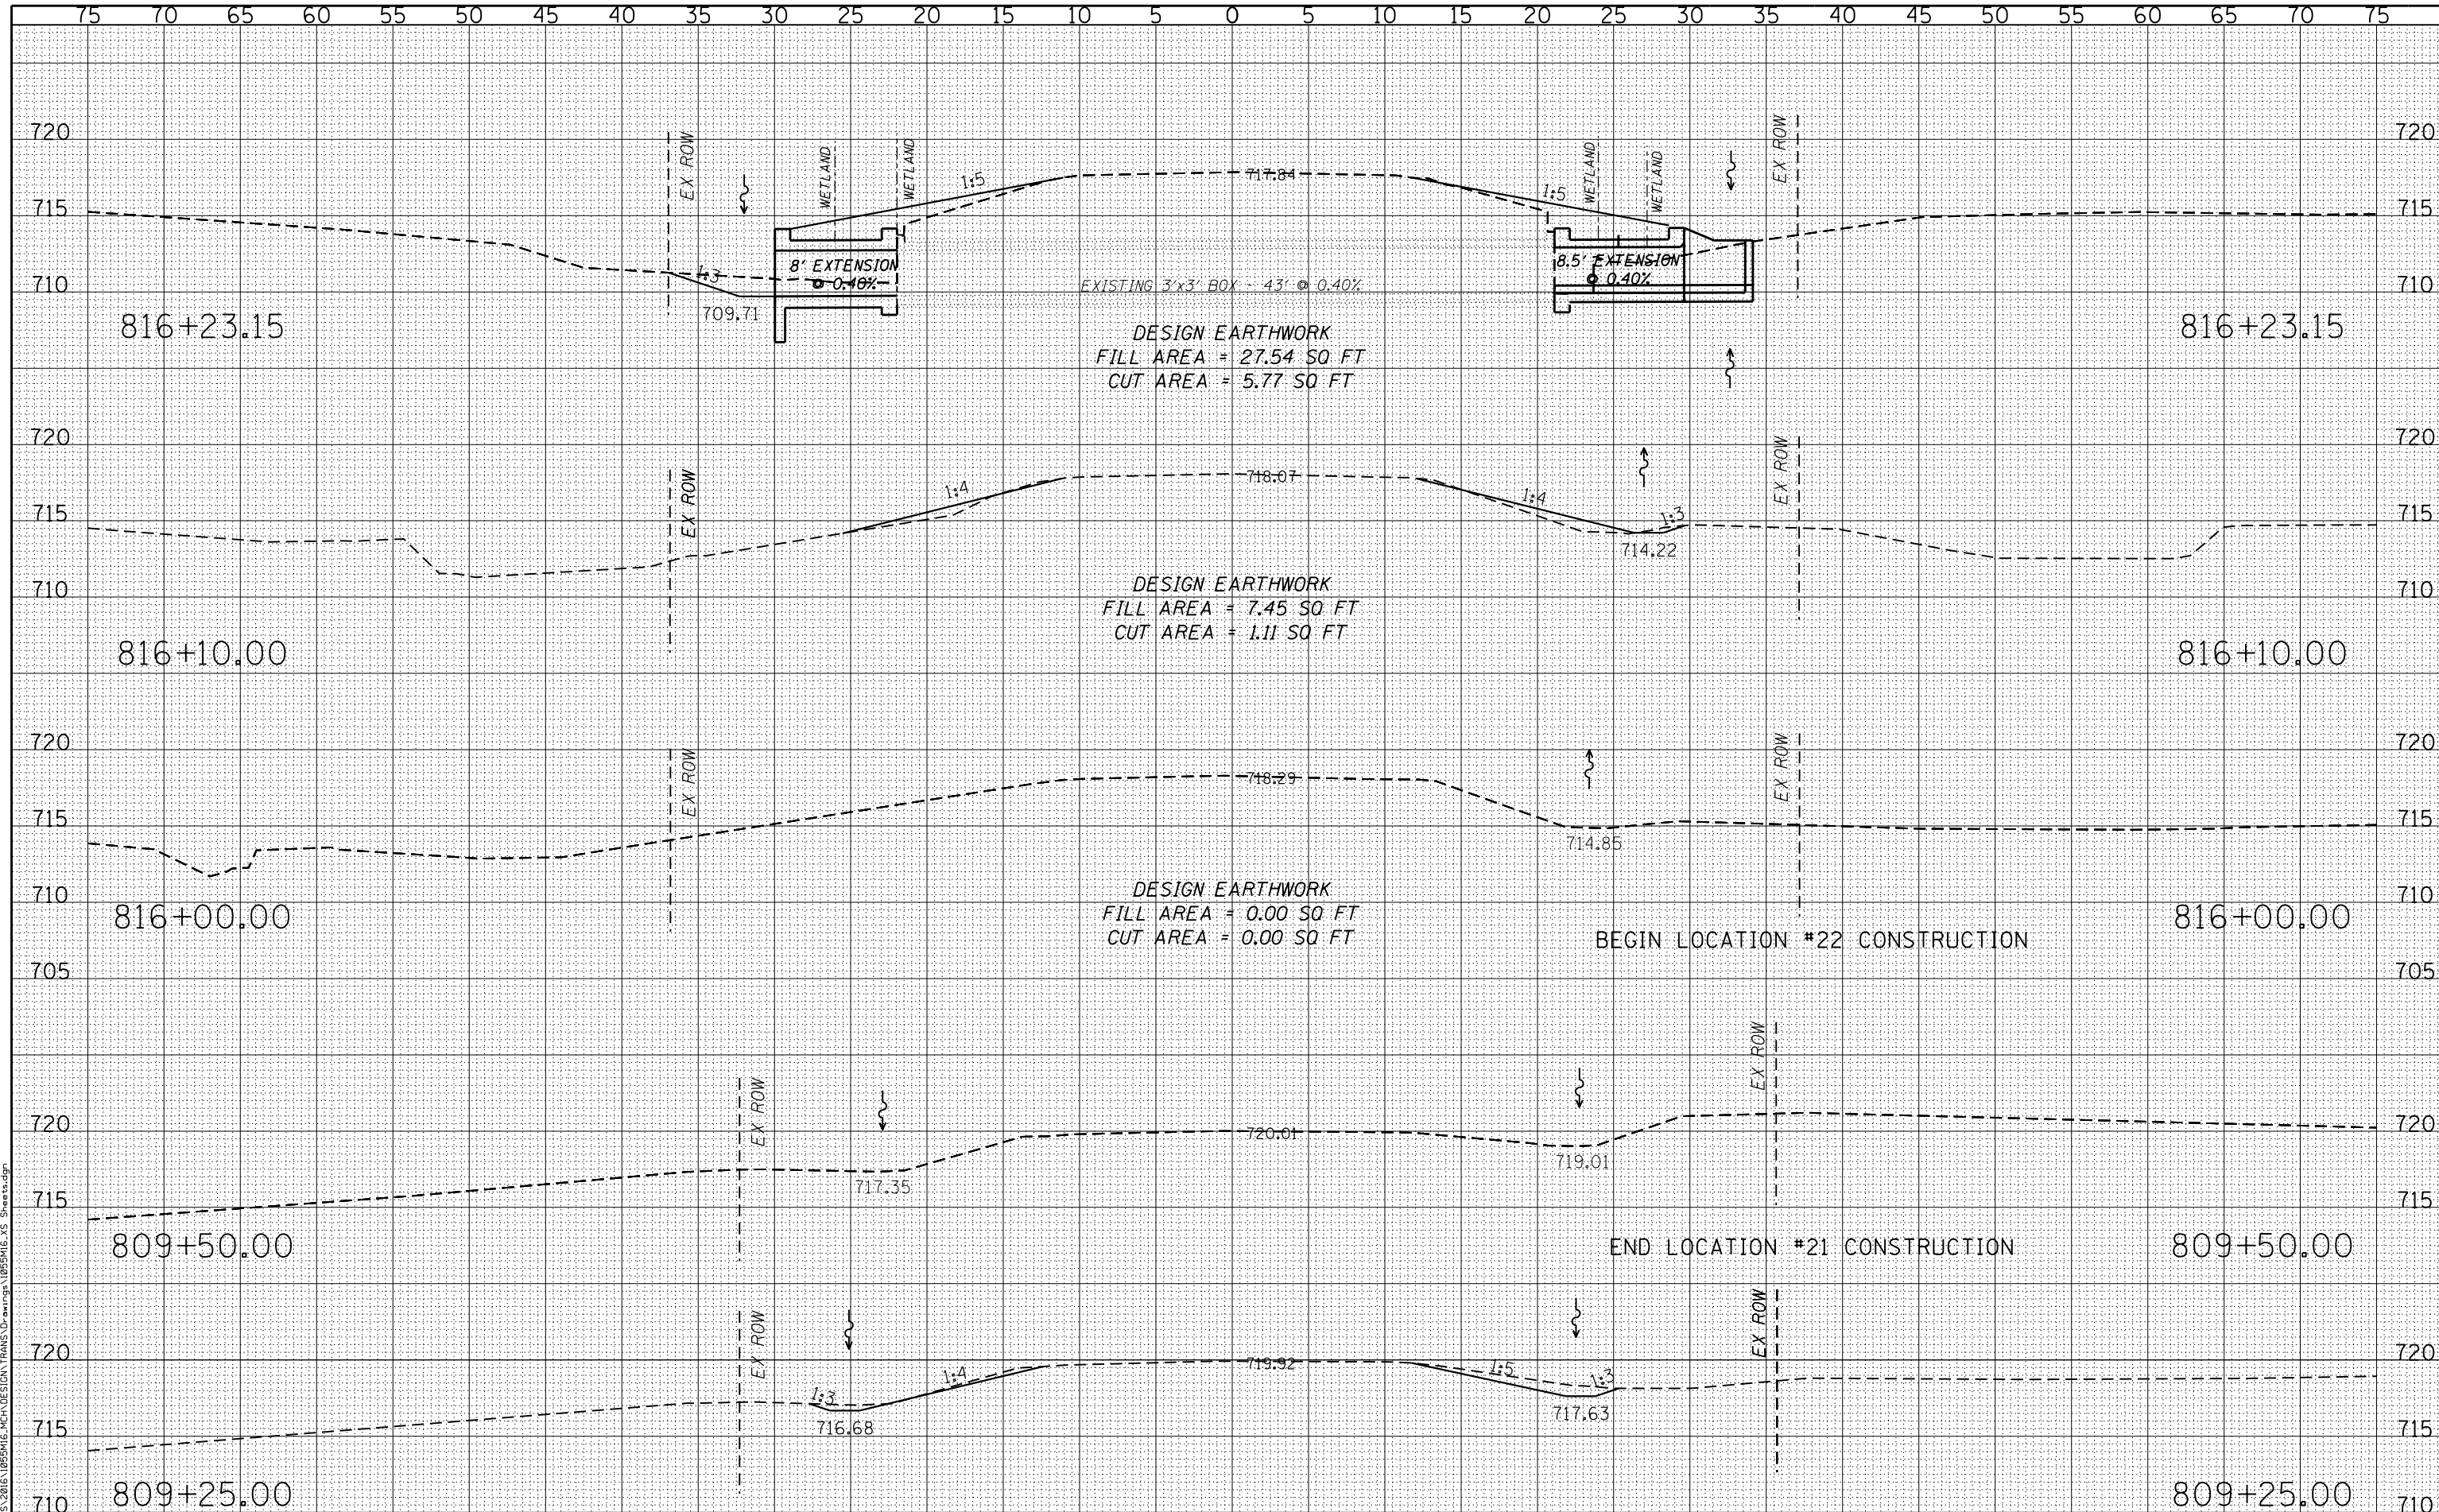 75 70 65 60 55 50 45 40 35 30 25 20 15 10 5 0 5 10 15 20 25 30 35 40 45 50 55 60 65 70 75
720 EX ROW WETLAND WETLAND 1:5 717.84 1:5 WETLAND WETLAND EX ROW 720
715 715
8' EXTENSION
@ 0.40%
8.5' EXTENSION
@ 0.40%
1:3
710 EXISTING 3'x3' BOX - 43' @ 0.40% 710
709.71
816+23.15 816+23.15
DESIGN EARTHWORK
FILL AREA = 27.54 SQ FT
CUT AREA = 5.77 SQ FT
720 EX ROW 1:4 718.07 1:4 EX ROW 720
715 1:3 715
714.22
710 710
DESIGN EARTHWORK
FILL AREA = 7.45 SQ FT
CUT AREA = 1.11 SQ FT
816+10.00 816+10.00
720 EX ROW 718.29 EX ROW 720
715 715
714.85
710 710
DESIGN EARTHWORK
FILL AREA = 0.00 SQ FT
CUT AREA = 0.00 SQ FT
816+00.00 816+00.00
BEGIN LOCATION #22 CONSTRUCTION
705 705
720 EX ROW 720.01 EX ROW 720
717.35 719.01
715 715
809+50.00 809+50.00
END LOCATION #21 CONSTRUCTION
720 EX ROW 719.92 EX ROW 720
1:3 1:4 1:5 1:3
716.68 717.63
715 715
809+25.00 809+25.00
710 710
S\2016\1055M16.MCH\DESIGN\TRANS\Drawings\1055M16_XS Sheets.dgn